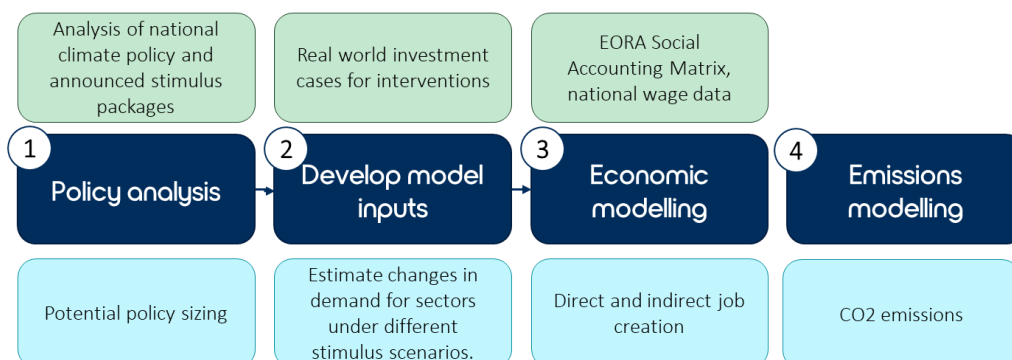 Analysis of national
climate policy and
announced stimulus
packages
Real world investment
cases for interventions
EORA Social
Accounting Matrix,
national wage data
1
Policy analysis
2
Develop model
inputs
3
Economic
modelling
4
Emissions
modelling
Potential policy sizing
Estimate changes in
demand for sectors
under different
stimulus scenarios.
Direct and indirect job
creation
CO2 emissions